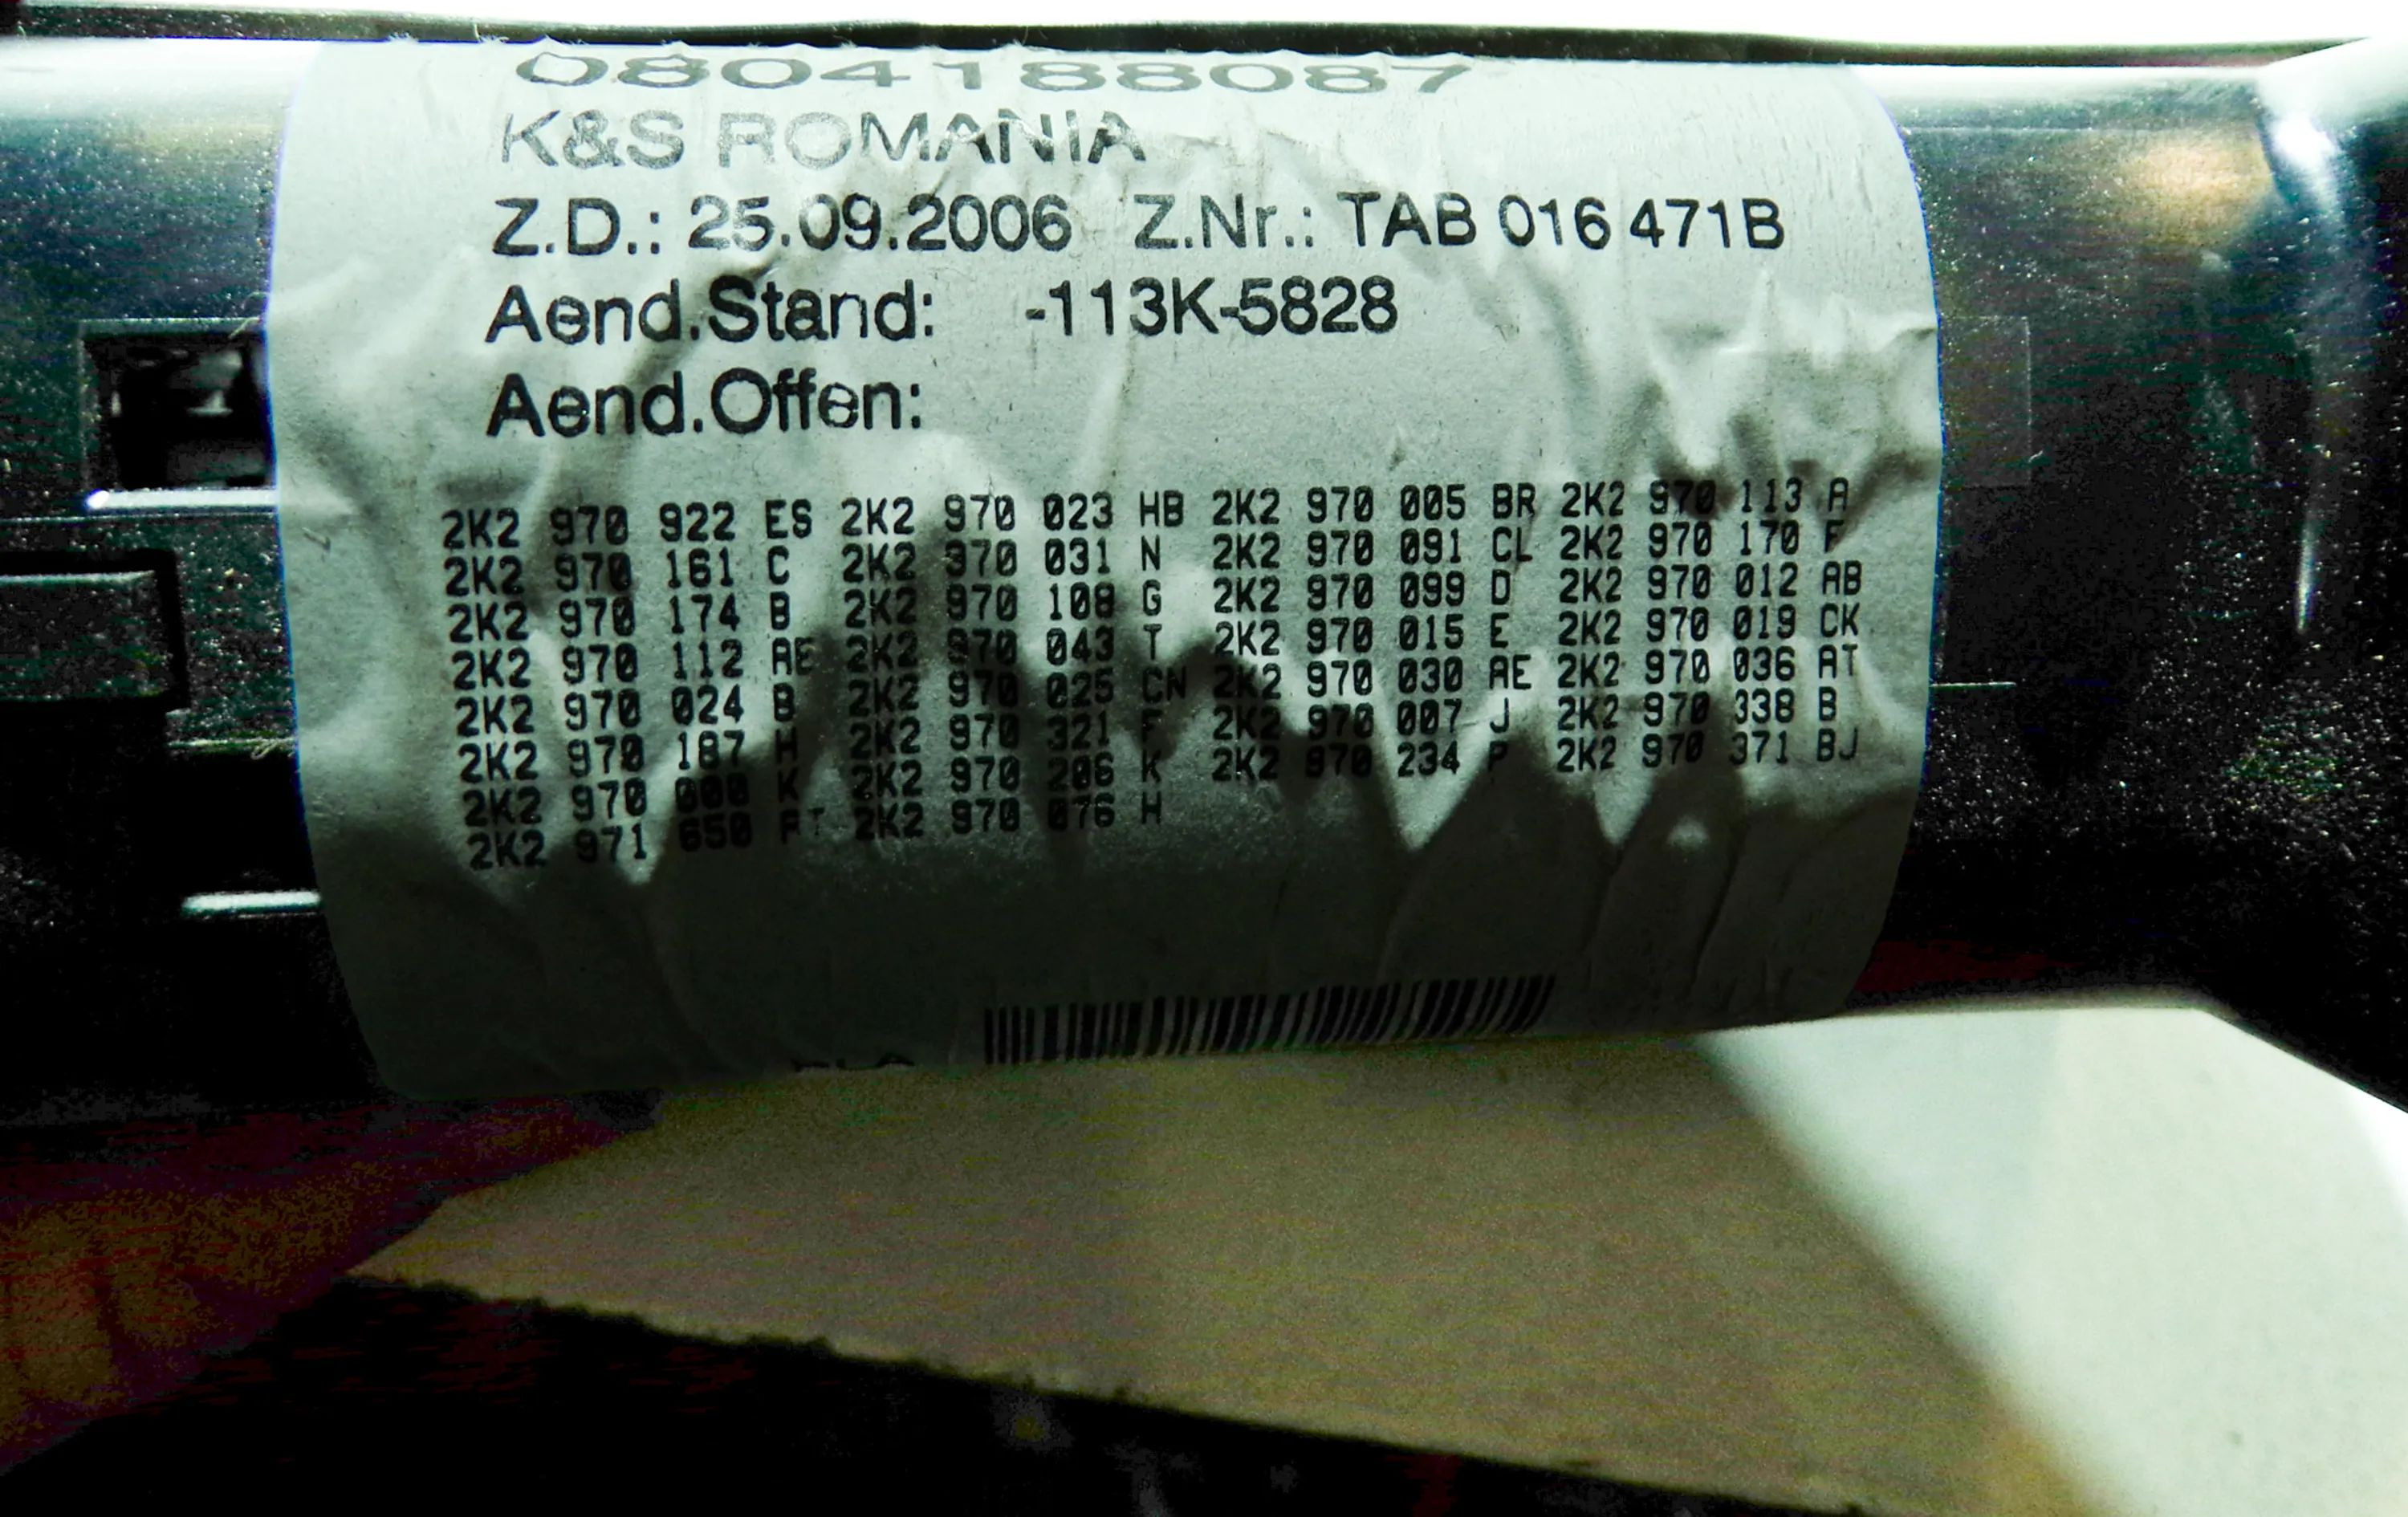 0804188087
K&S ROMANIA
Z.D.: 25.09.2006 Z.Nr.: TAB 016 471B
Aend.Stand: -113K-5828
Aend.Offen:
2K2 970 922 ES 2K2 970 023 HB 2K2 970 005 BR 2K2 970 113 A
2K2 970 161 C 2K2 970 031 N 2K2 970 091 CL 2K2 970 170 F
2K2 970 174 B 2K2 970 108 G 2K2 970 099 D 2K2 970 012 AB
2K2 970 112 AE 2K2 970 043 T 2K2 970 015 E 2K2 970 019 CK
2K2 970 024 B 2K2 970 025 CN 2K2 970 030 AE 2K2 970 036 AT
2K2 970 187 H 2K2 970 321 F 2K2 970 007 J 2K2 970 338 B
2K2 970 K 2K2 970 206 K 2K2 970 234 P 2K2 970 371 BJ
2K2 971 650 2K2 970 076 H